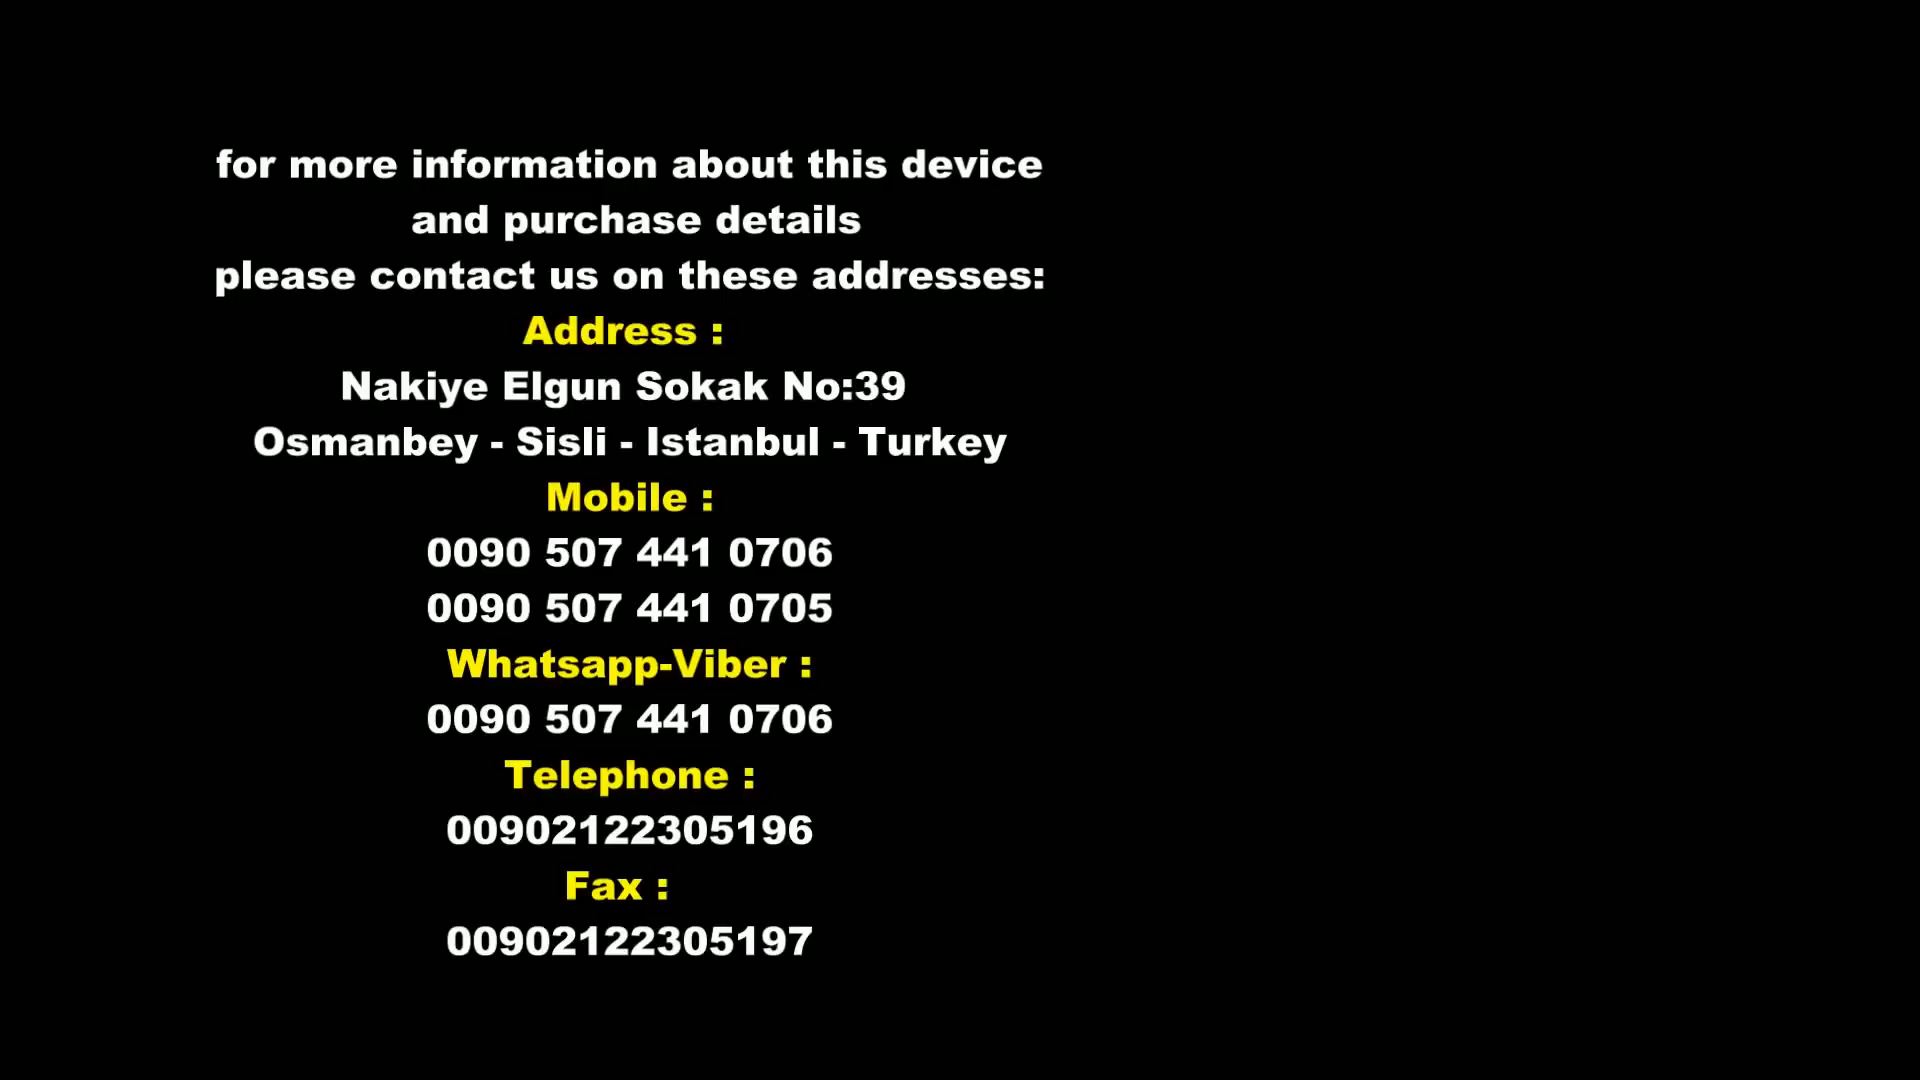 for more information about this device
and purchase details
please contact us on these addresses:
Address :
Nakiye Elgun Sokak No:39
Osmanbey - Sisli - Istanbul - Turkey
Mobile :
0090 507 441 0706
0090 507 441 0705
Whatsapp-Viber :
0090 507 441 0706
Telephone :
00902122305196
Fax :
00902122305197